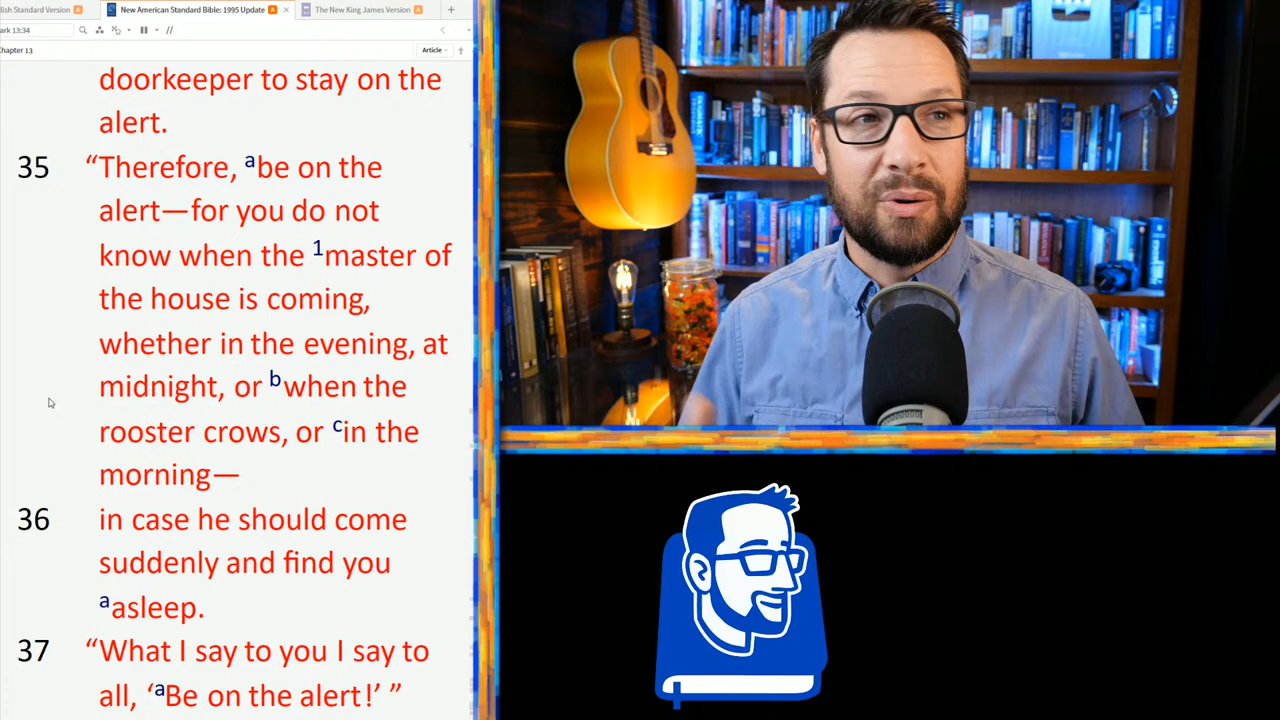 lish Standard Version
New American Standard Bible: 1995 Update
The New King James Version
ark 13:34
Chapter 13
Article
doorkeeper to stay on the
alert.
35 “Therefore, ᵃbe on the
alert—for you do not
know when the ¹master of
the house is coming,
whether in the evening, at
midnight, or ᵇwhen the
rooster crows, or ᶜin the
morning—
36 in case he should come
suddenly and find you
ᵃasleep.
37 “What I say to you I say to
all, ‘ᵃBe on the alert!’ ”